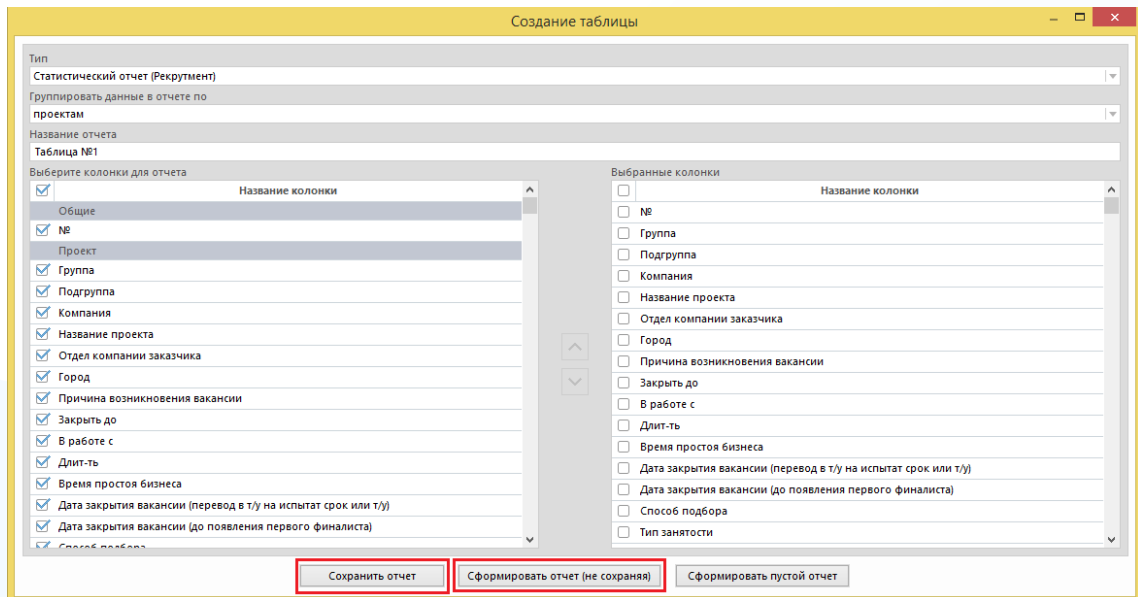 Создание таблицы
Тип
Статистический отчет (Рекрутмент)
Группировать данные в отчете по
проектам
Название отчета
Таблица №1
Выберите колонки для отчета
Название колонки
Общие
№
Проект
Группа
Подгруппа
Компания
Название проекта
Отдел компании заказчика
Город
Причина возникновения вакансии
Закрыть до
В работе с
Длит-ть
Время простоя бизнеса
Дата закрытия вакансии (перевод в т/у на испытат срок или т/у)
Дата закрытия вакансии (до появления первого финалиста)
Способ подбора
Выбранные колонки
Название колонки
№
Группа
Подгруппа
Компания
Название проекта
Отдел компании заказчика
Город
Причина возникновения вакансии
Закрыть до
В работе с
Длит-ть
Время простоя бизнеса
Дата закрытия вакансии (перевод в т/у на испытат срок или т/у)
Дата закрытия вакансии (до появления первого финалиста)
Способ подбора
Тип занятости
Сохранить отчет
Сформировать отчет (не сохраняя)
Сформировать пустой отчет